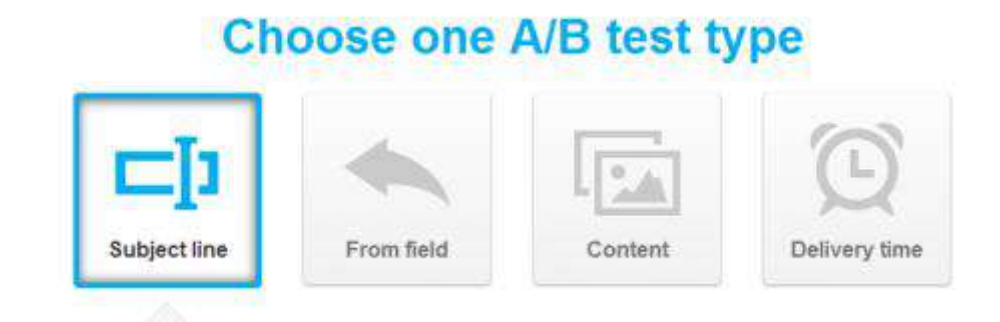 Choose one A/B test type
Subject line
From field
Content
Delivery time